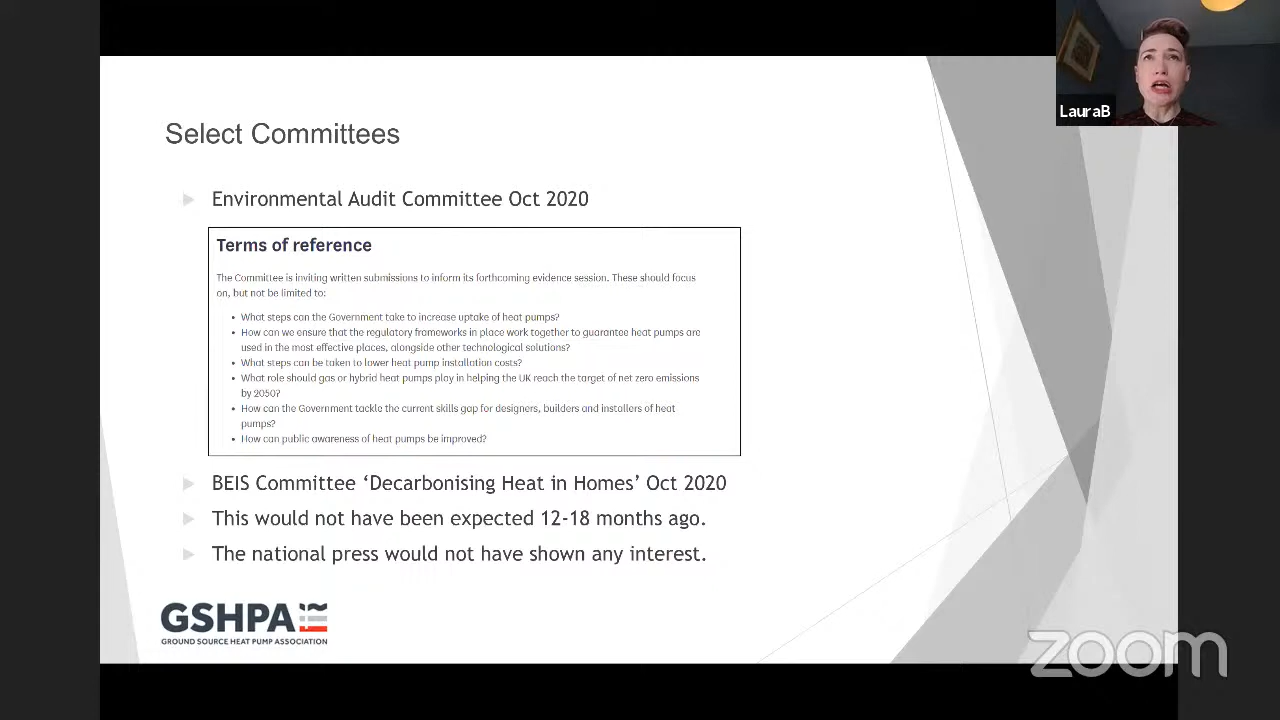 LauraB
Select Committees
Environmental Audit Committee Oct 2020
Terms of reference
The Committee is inviting written submissions to inform its forthcoming evidence session. These should focus
on, but not be limited to:
• What steps can the Government take to increase uptake of heat pumps?
• How can we ensure that the regulatory frameworks in place work together to guarantee heat pumps are
used in the most effective places, alongside other technological solutions?
• What steps can be taken to lower heat pump installation costs?
• What role should gas or hybrid heat pumps play in helping the UK reach the target of net zero emissions
by 2050?
• How can the Government tackle the current skills gap for designers, builders and installers of heat
pumps?
• How can public awareness of heat pumps be improved?
BEIS Committee ‘Decarbonising Heat in Homes’ Oct 2020
This would not have been expected 12-18 months ago.
The national press would not have shown any interest.
GSHPA
GROUND SOURCE HEAT PUMP ASSOCIATION
zoom